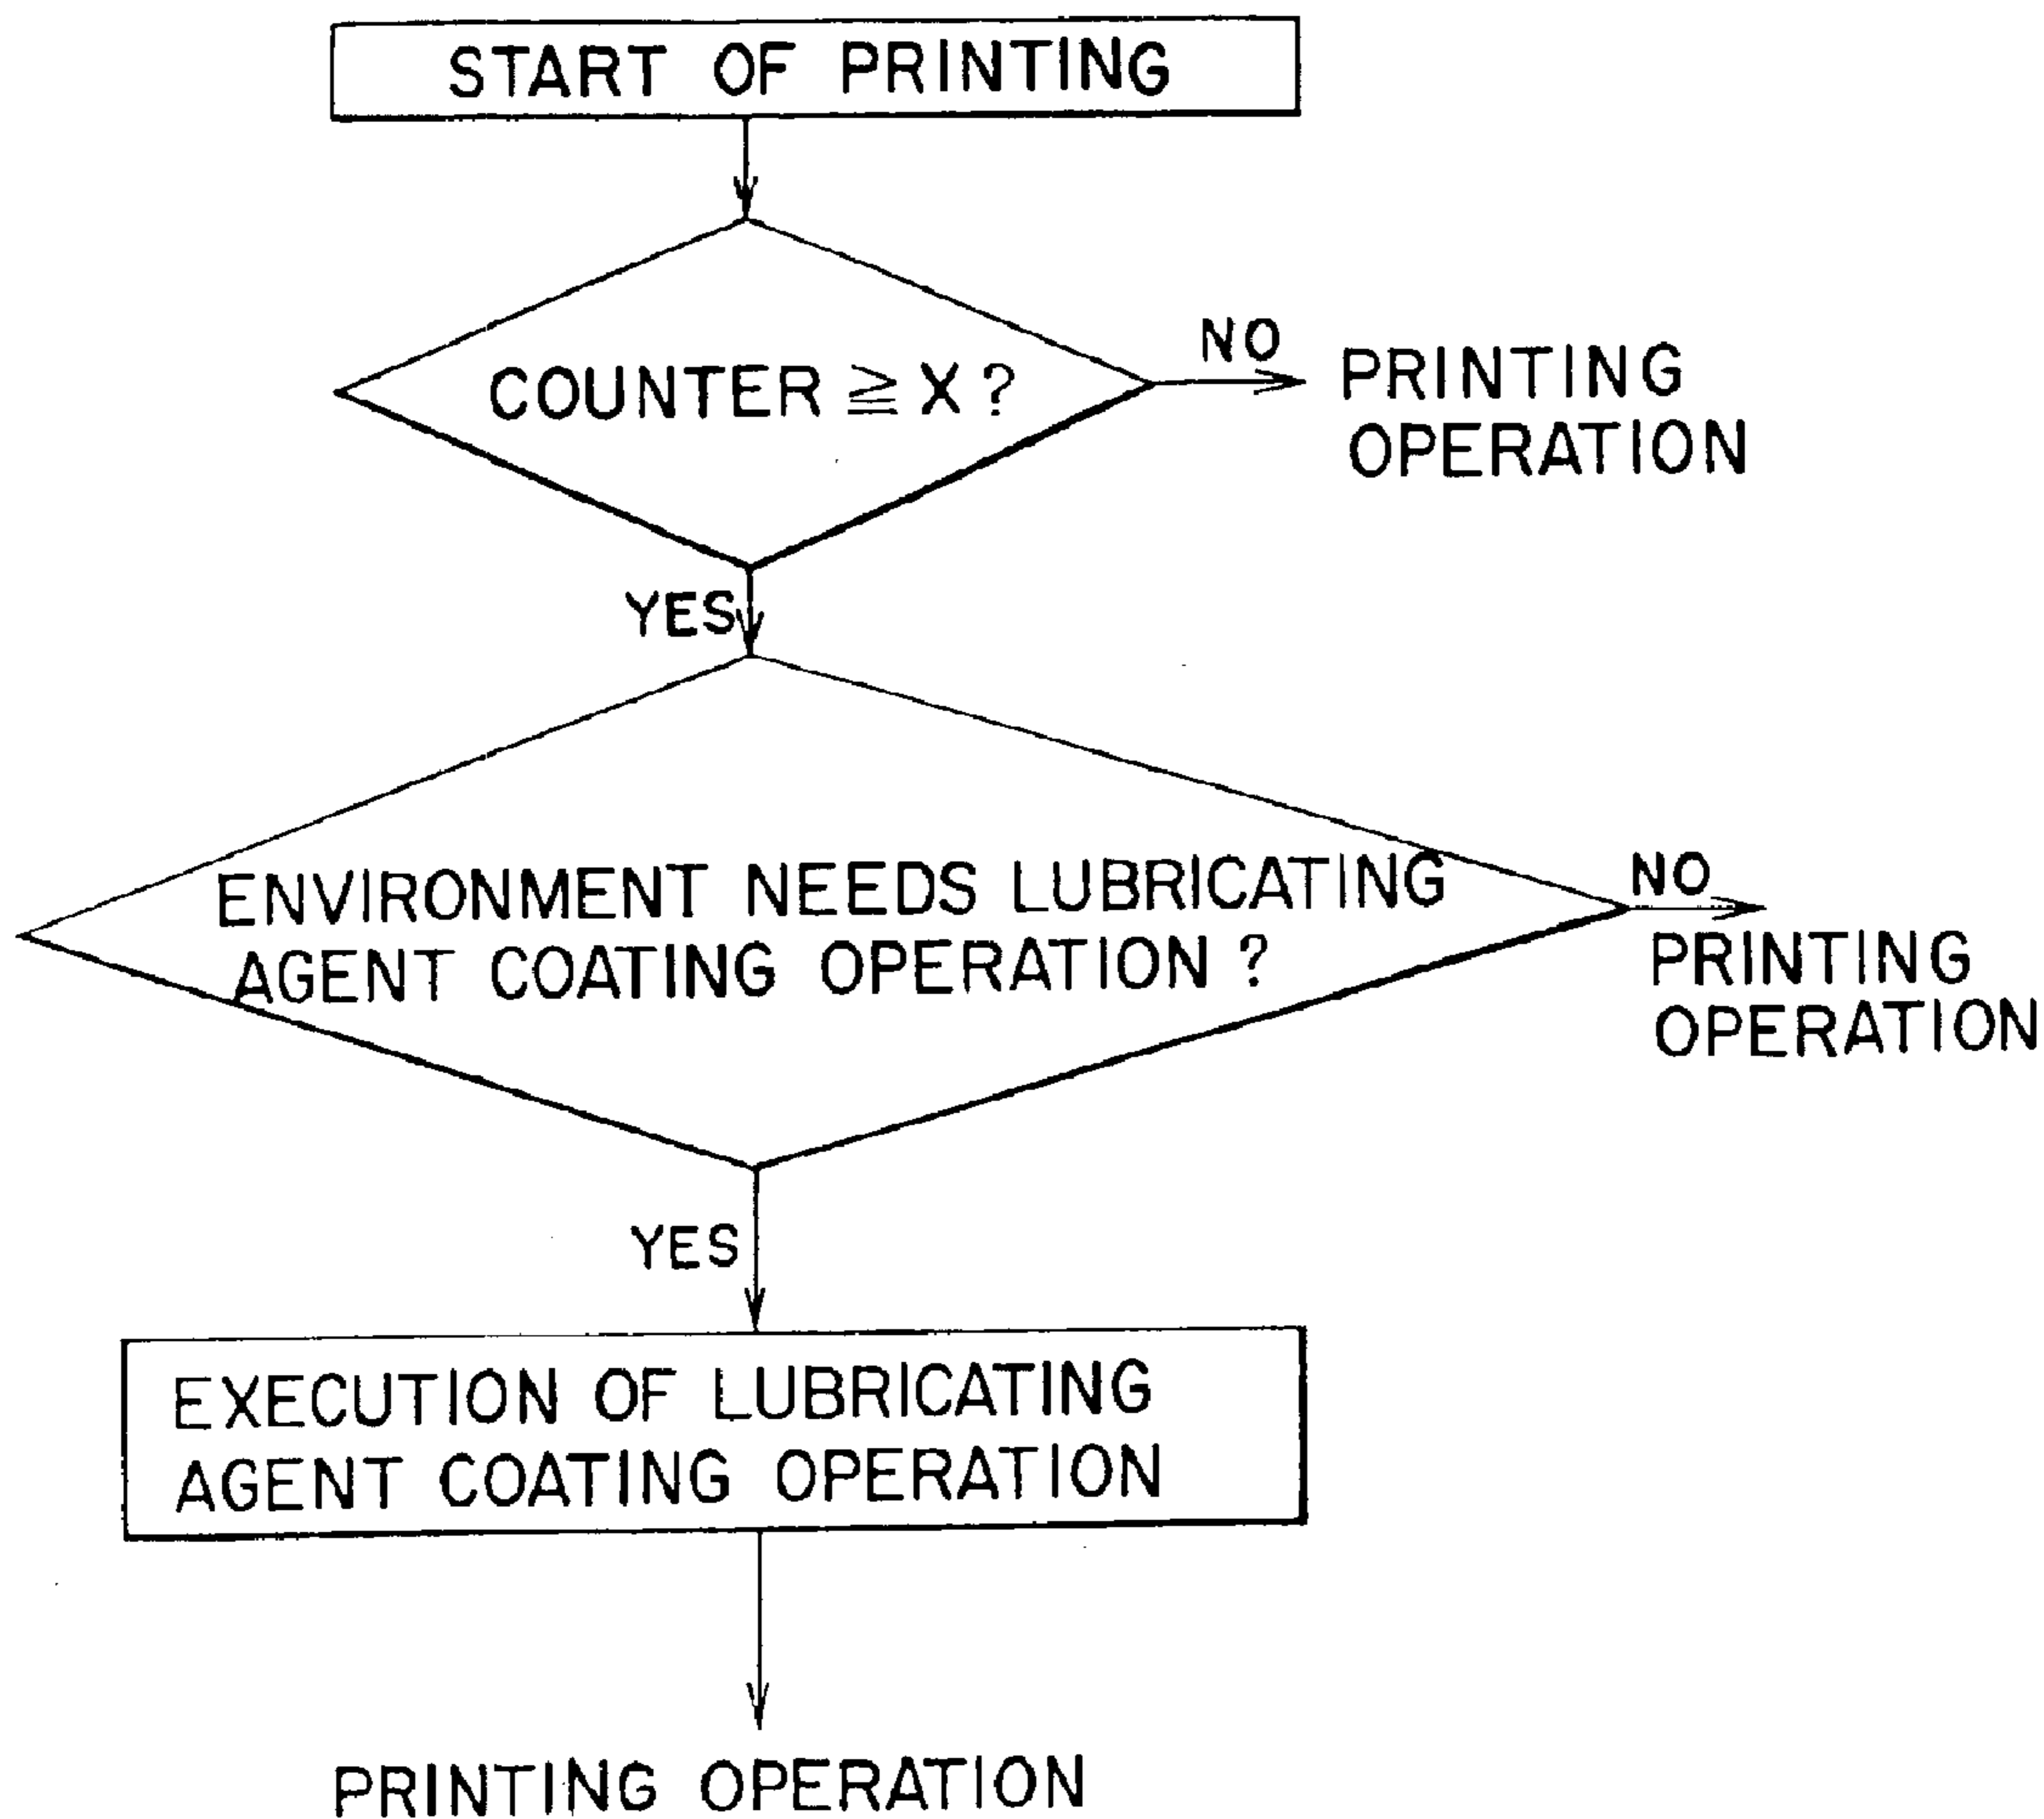 START OF PRINTING
COUNTER ≧ X ?
NO
PRINTING
OPERATION
YES
ENVIRONMENT NEEDS LUBRICATING
AGENT COATING OPERATION ?
NO
PRINTING
OPERATION
YES
EXECUTION OF LUBRICATING
AGENT COATING OPERATION
PRINTING OPERATION